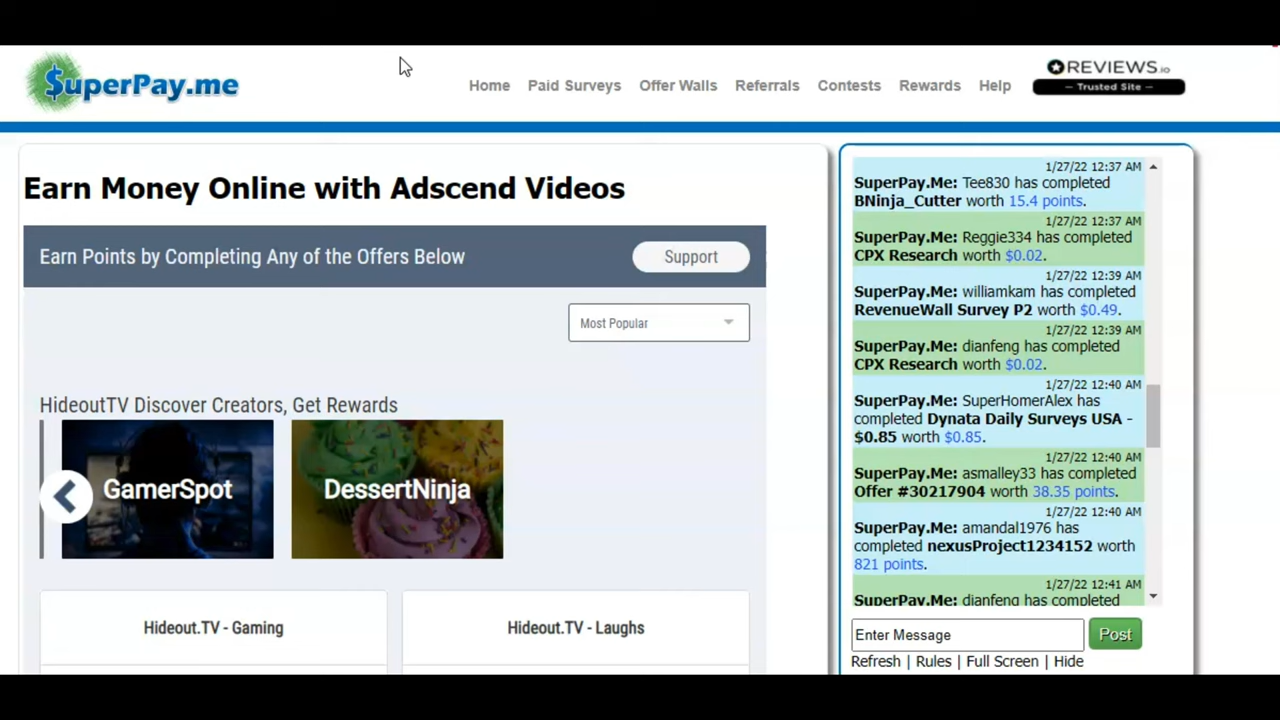 $uperPay.me
Home Paid Surveys Offer Walls Referrals Contests Rewards Help
REVIEWS.io
— Trusted Site —
Earn Money Online with Adscend Videos
Earn Points by Completing Any of the Offers Below
Support
Most Popular
HideoutTV Discover Creators, Get Rewards
GamerSpot
DessertNinja
Hideout.TV - Gaming
Hideout.TV - Laughs
1/27/22 12:37 AM
SuperPay.Me: Tee830 has completed
BNinja_Cutter worth 15.4 points.
1/27/22 12:37 AM
SuperPay.Me: Reggie334 has completed
CPX Research worth $0.02.
1/27/22 12:39 AM
SuperPay.Me: williamkam has completed
RevenueWall Survey P2 worth $0.49.
1/27/22 12:39 AM
SuperPay.Me: dianfeng has completed
CPX Research worth $0.02.
1/27/22 12:40 AM
SuperPay.Me: SuperHomerAlex has
completed Dynata Daily Surveys USA -
$0.85 worth $0.85.
1/27/22 12:40 AM
SuperPay.Me: asmalley33 has completed
Offer #30217904 worth 38.35 points.
1/27/22 12:40 AM
SuperPay.Me: amandal1976 has
completed nexusProject1234152 worth
821 points.
1/27/22 12:41 AM
SuperPay.Me: dianfeng has completed
Enter Message
Post
Refresh | Rules | Full Screen | Hide